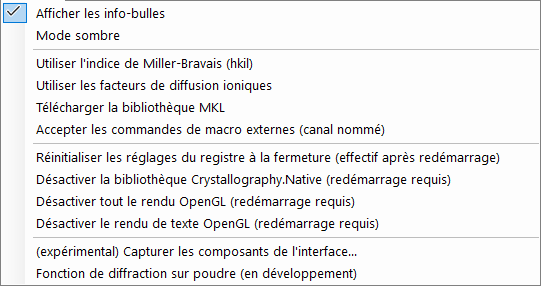 Afficher les info-bulles
Mode sombre
Utiliser l'indice de Miller-Bravais (hkil)
Utiliser les facteurs de diffusion ioniques
Télécharger la bibliothèque MKL
Accepter les commandes de macro externes (canal nommé)
Réinitialiser les réglages du registre à la fermeture (effectif après redémarrage)
Désactiver la bibliothèque Crystallography.Native (redémarrage requis)
Désactiver tout le rendu OpenGL (redémarrage requis)
Désactiver le rendu de texte OpenGL (redémarrage requis)
(expérimental) Capturer les composants de l'interface...
Fonction de diffraction sur poudre (en développement)